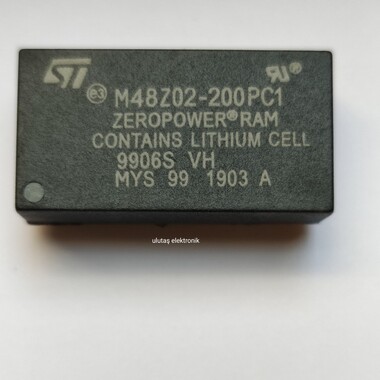 ST
e3 M48Z02-200PC1
ZEROPOWER®RAM
CONTAINS LITHIUM CELL
9906S VH
MYS 99 1903 A
ulutaş elektronik